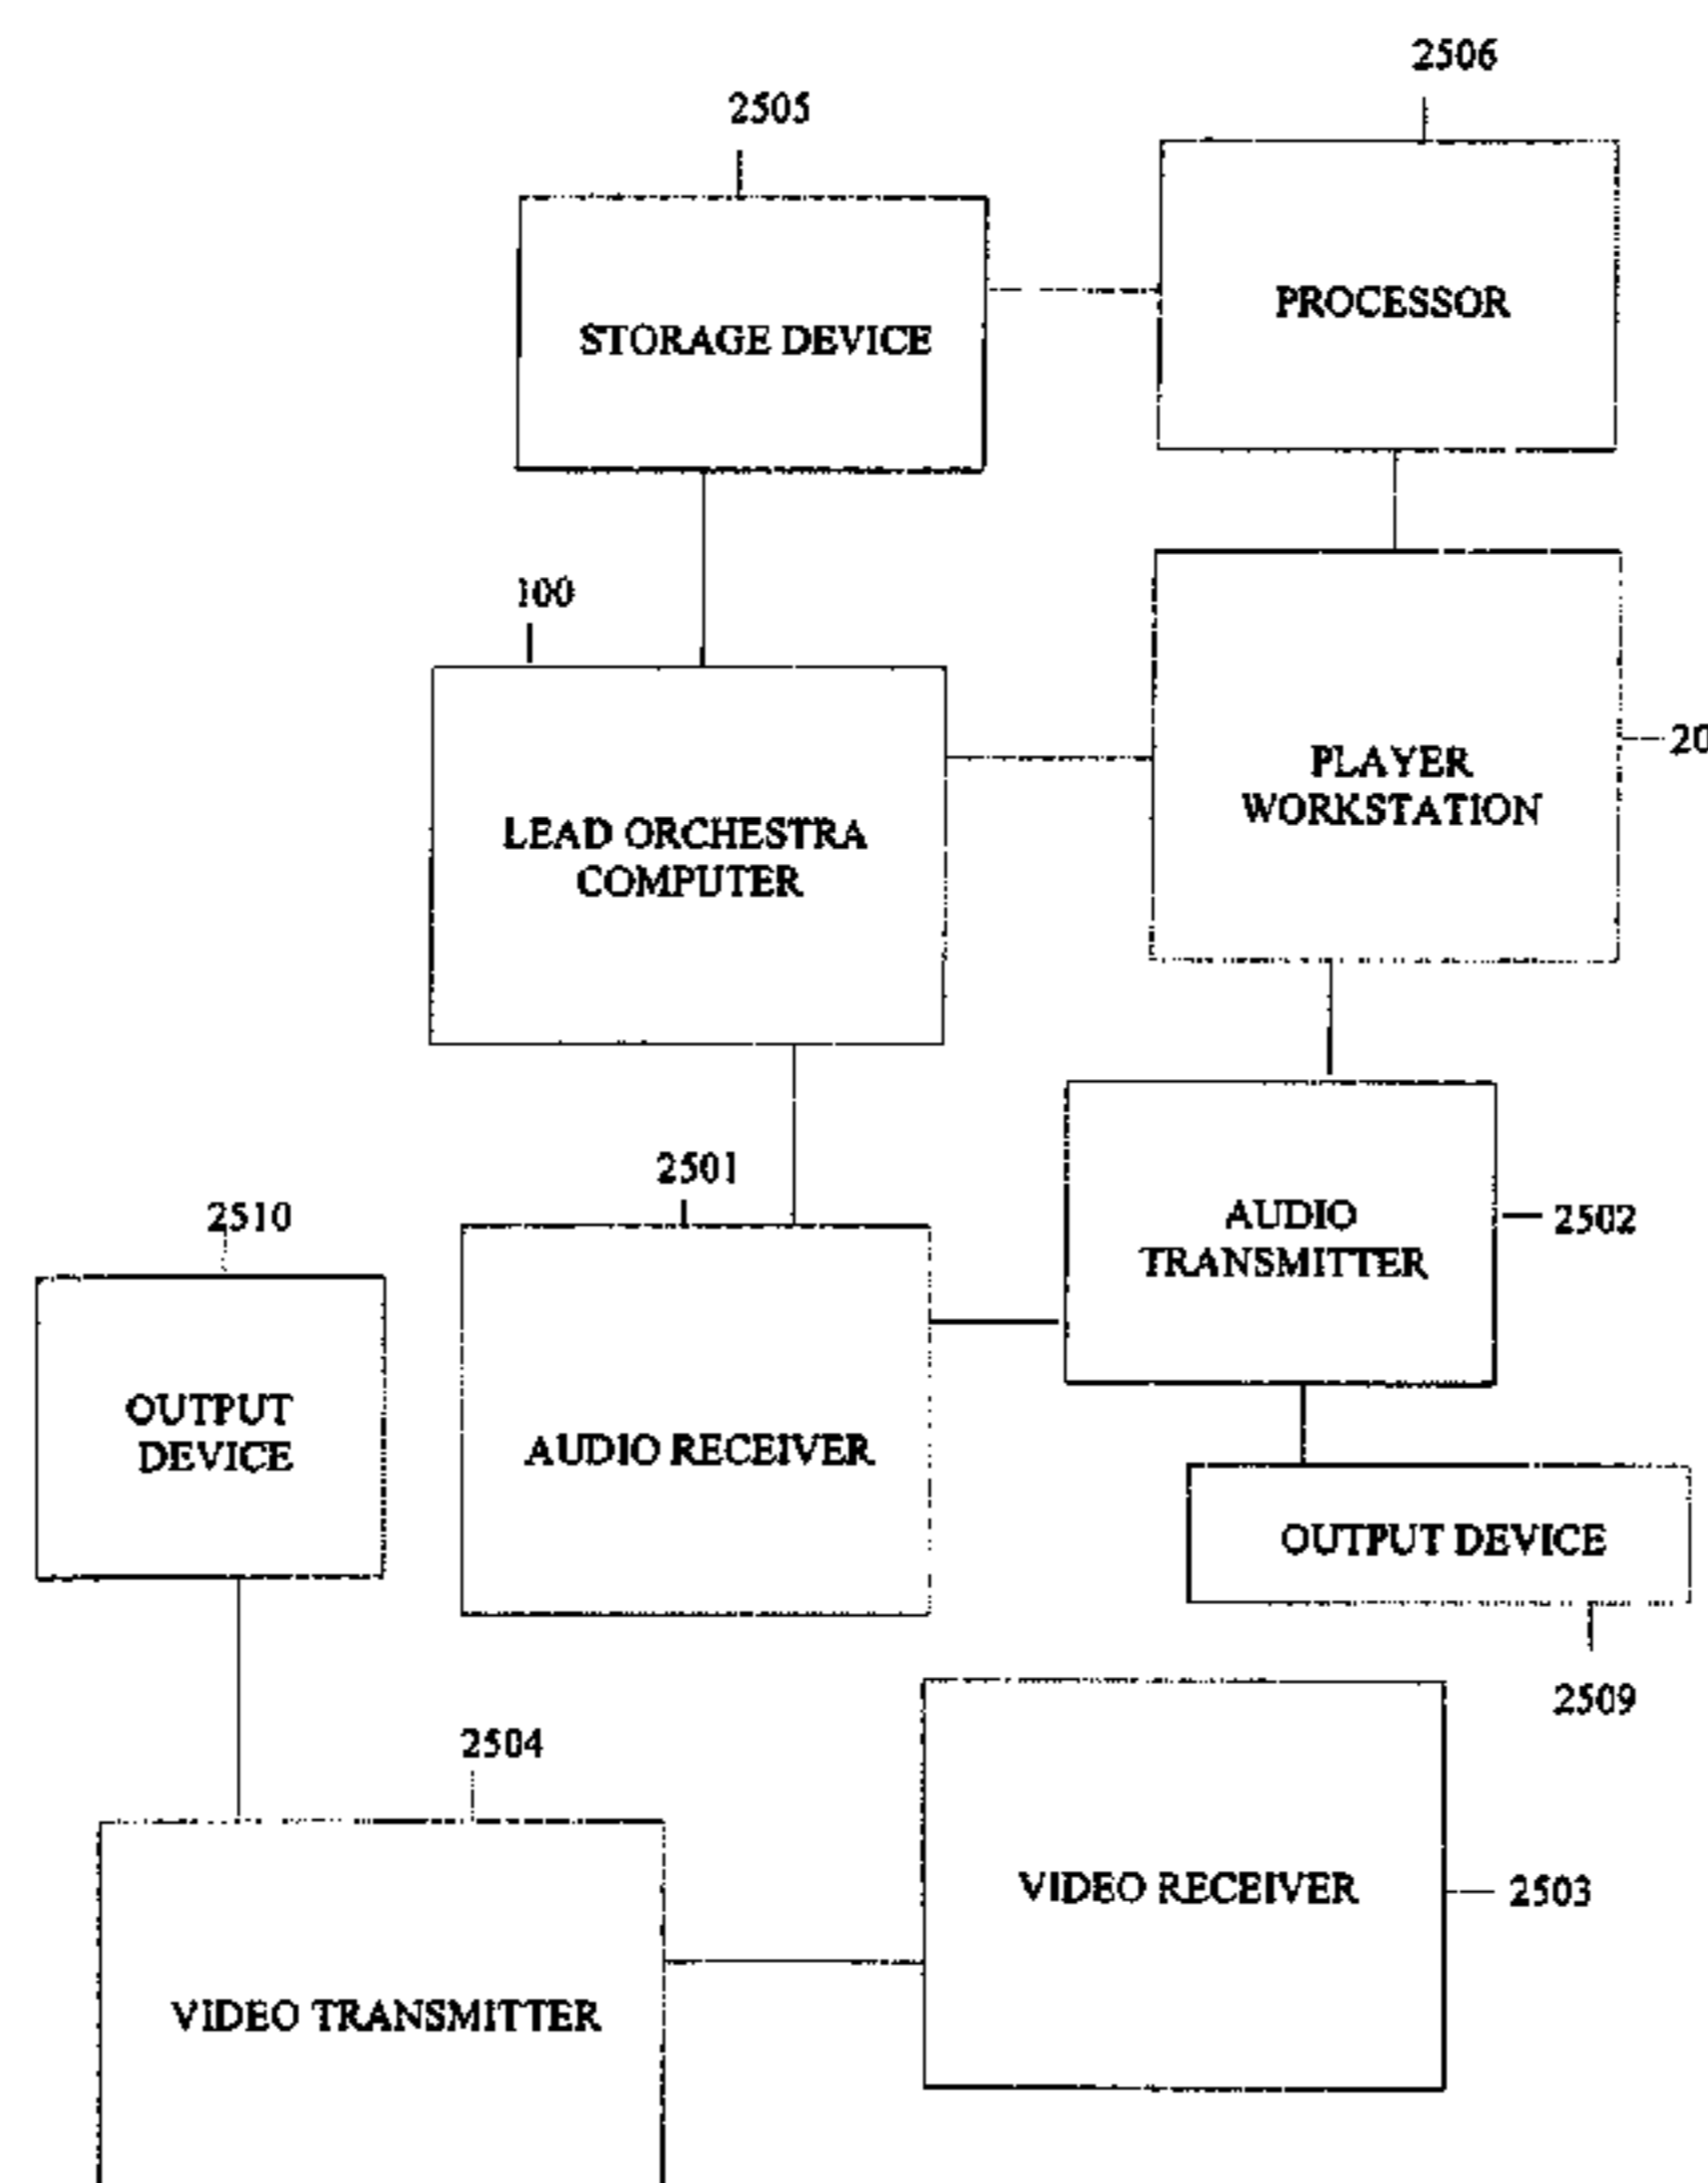 2506
2505
PROCESSOR
STORAGE DEVICE
100
PLAYER
WORKSTATION
20
LEAD ORCHESTRA
COMPUTER
2501
2510
AUDIO
TRANSMITTER
2502
OUTPUT
DEVICE
AUDIO RECEIVER
OUTPUT DEVICE
2509
2504
VIDEO RECEIVER
2503
VIDEO TRANSMITTER